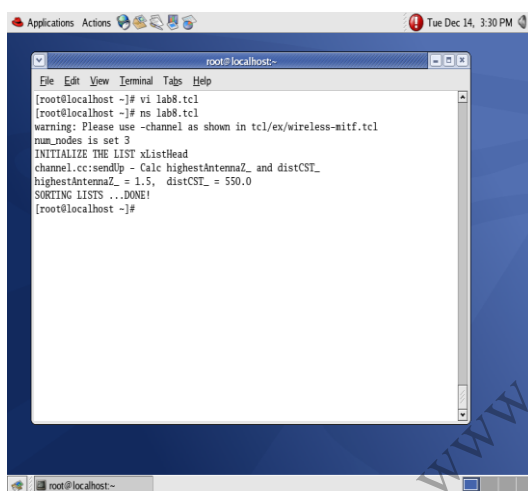 Applications Actions Tue Dec 14, 3:30 PM
root@localhost:~
File Edit View Terminal Tabs Help
[root@localhost ~]# vi lab8.tcl
[root@localhost ~]# ns lab8.tcl
warning: Please use -channel as shown in tcl/ex/wireless-mitf.tcl
num_nodes is set 3
INITIALIZE THE LIST xListHead
channel.cc:sendUp - Calc highestAntennaZ_ and distCST_
highestAntennaZ_ = 1.5, distCST_ = 550.0
SORTING LISTS ...DONE!
[root@localhost ~]#
www
root@localhost:~